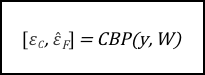 [ε_C, ε̂_F] = CBP(y, W)